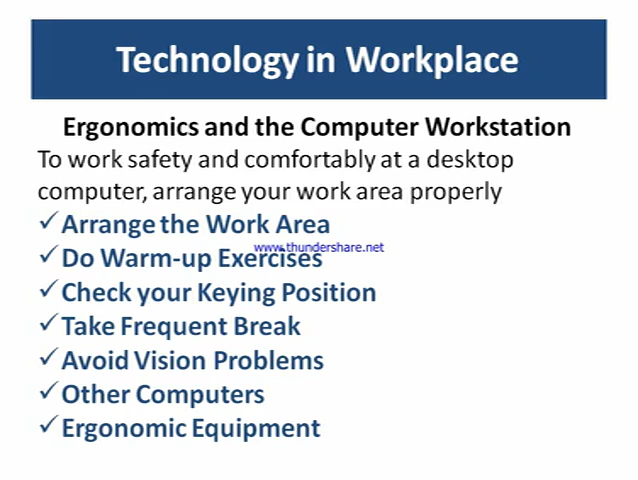 Technology in Workplace
Ergonomics and the Computer Workstation
To work safety and comfortably at a desktop
computer, arrange your work area properly
✓ Arrange the Work Area
www.thundershare.net
✓ Do Warm-up Exercises
✓ Check your Keying Position
✓ Take Frequent Break
✓ Avoid Vision Problems
✓ Other Computers
✓ Ergonomic Equipment